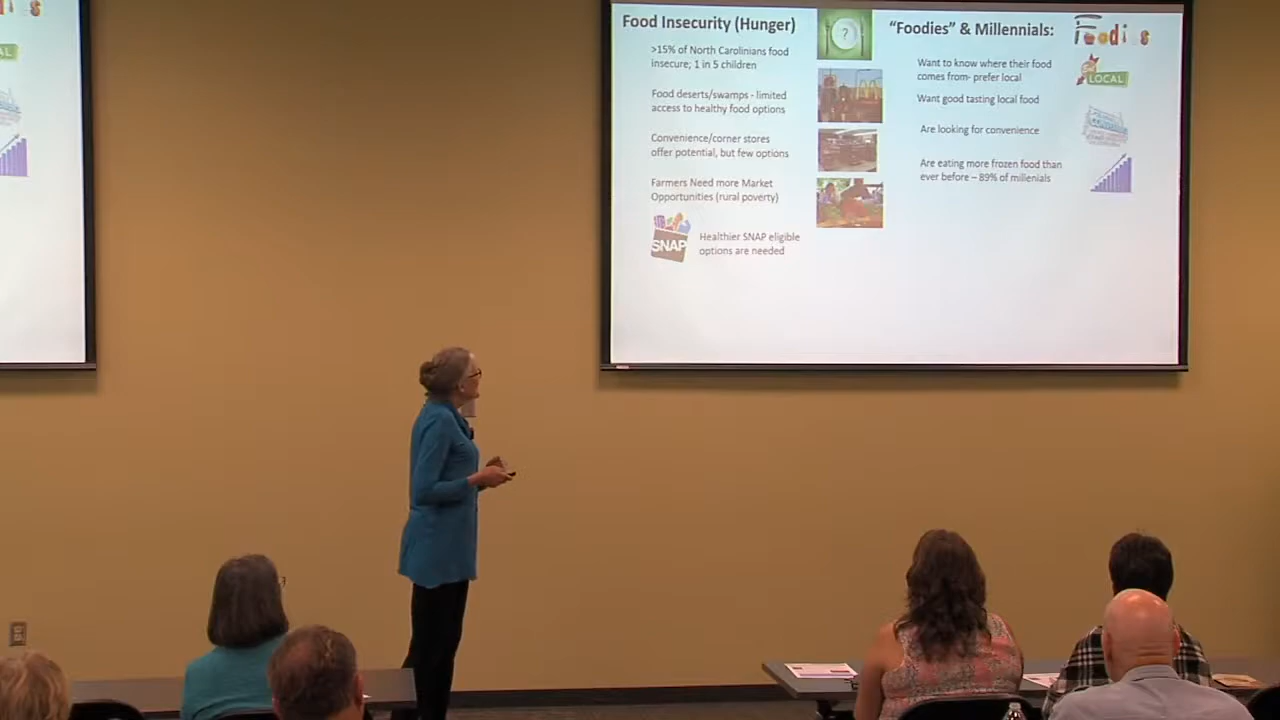 Food Insecurity (Hunger)
>15% of North Carolinians food
insecure; 1 in 5 children
Food deserts/swamps - limited
access to healthy food options
Convenience/corner stores
offer potential, but few options
Farmers Need more Market
Opportunities (rural poverty)
SNAP
Healthier SNAP eligible
options are needed
?
"Foodies" & Millennials:
Foodies
Want to know where their food
comes from- prefer local
LOCAL
Want good tasting local food
Are looking for convenience
Are eating more frozen food than
ever before – 89% of millenials